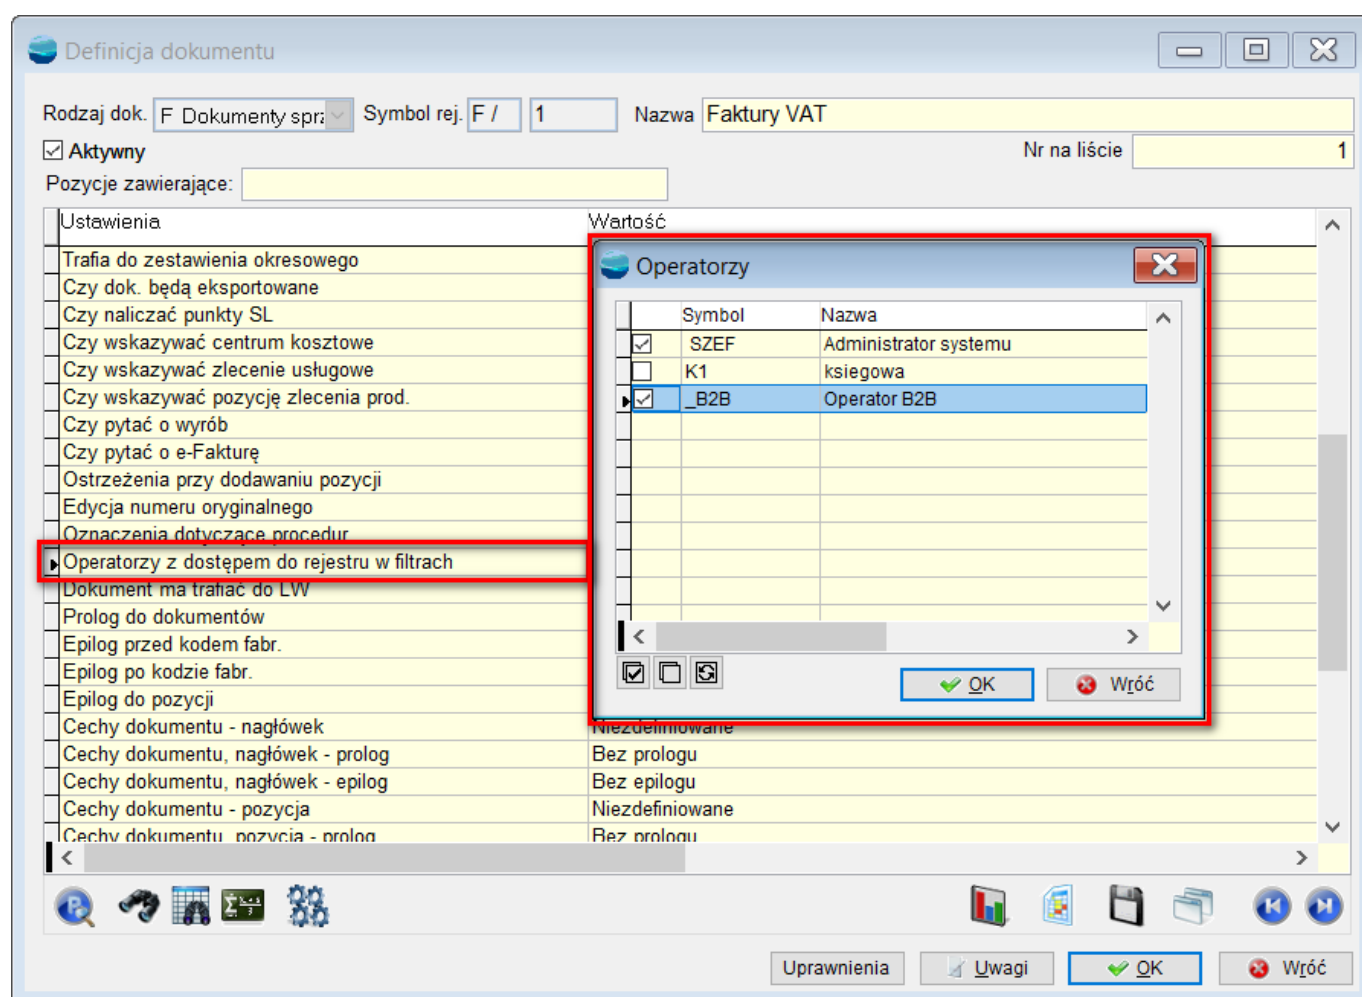 Definicja dokumentu
Rodzaj dok. F Dokumenty sprz Symbol rej. F / 1 Nazwa Faktury VAT
Aktywny Nr na liście 1
Pozycje zawierające:
Ustawienia Wartość
Trafia do zestawienia okresowego
Czy dok. będą eksportowane
Czy naliczać punkty SL
Czy wskazywać centrum kosztowe
Czy wskazywać zlecenie usługowe
Czy wskazywać pozycję zlecenia prod.
Czy pytać o wyrób
Czy pytać o e-Fakturę
Ostrzeżenia przy dodawaniu pozycji
Edycja numeru oryginalnego
Oznaczenia dotyczące procedur
Operatorzy z dostępem do rejestru w filtrach
Dokument ma trafiać do LW
Prolog do dokumentów
Epilog przed kodem fabr.
Epilog po kodzie fabr.
Epilog do pozycji
Cechy dokumentu - nagłówek Niezdefiniowane
Cechy dokumentu, nagłówek - prolog Bez prologu
Cechy dokumentu, nagłówek - epilog Bez epilogu
Cechy dokumentu - pozycja Niezdefiniowane
Cechy dokumentu, pozycja - prolog Bez prologu
Operatorzy
Symbol Nazwa
SZEF Administrator systemu
K1 ksiegowa
_B2B Operator B2B
OK Wróć
Uprawnienia Uwagi OK Wróć